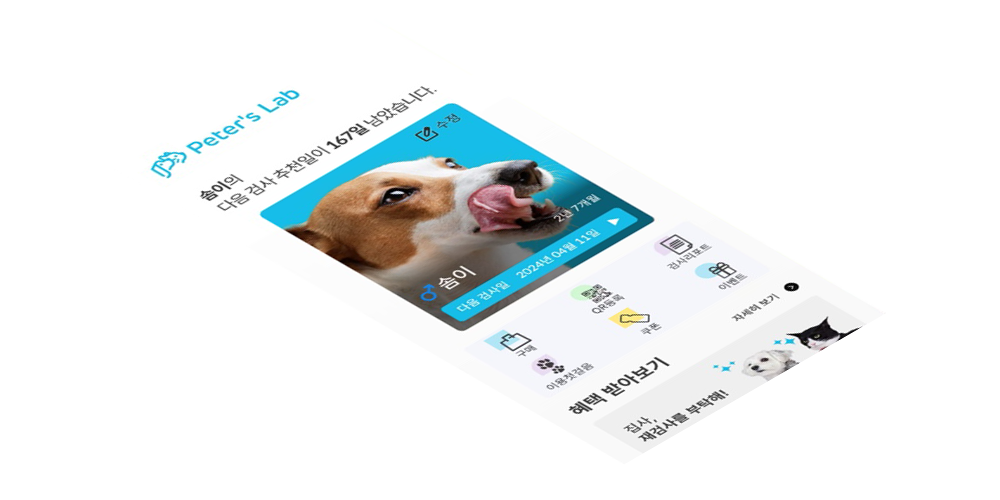 Peter's Lab
솜이의
다음 검사 추천일이 167일 남았습니다.
수정
솜이
2년 7개월
다음 검사일 2024년 04월 11일
구매
QR등록
검사리포트
이용첫걸음
쿠폰
이벤트
혜택 받아보기
자세히 보기
집사,
재검사를 부탁해!